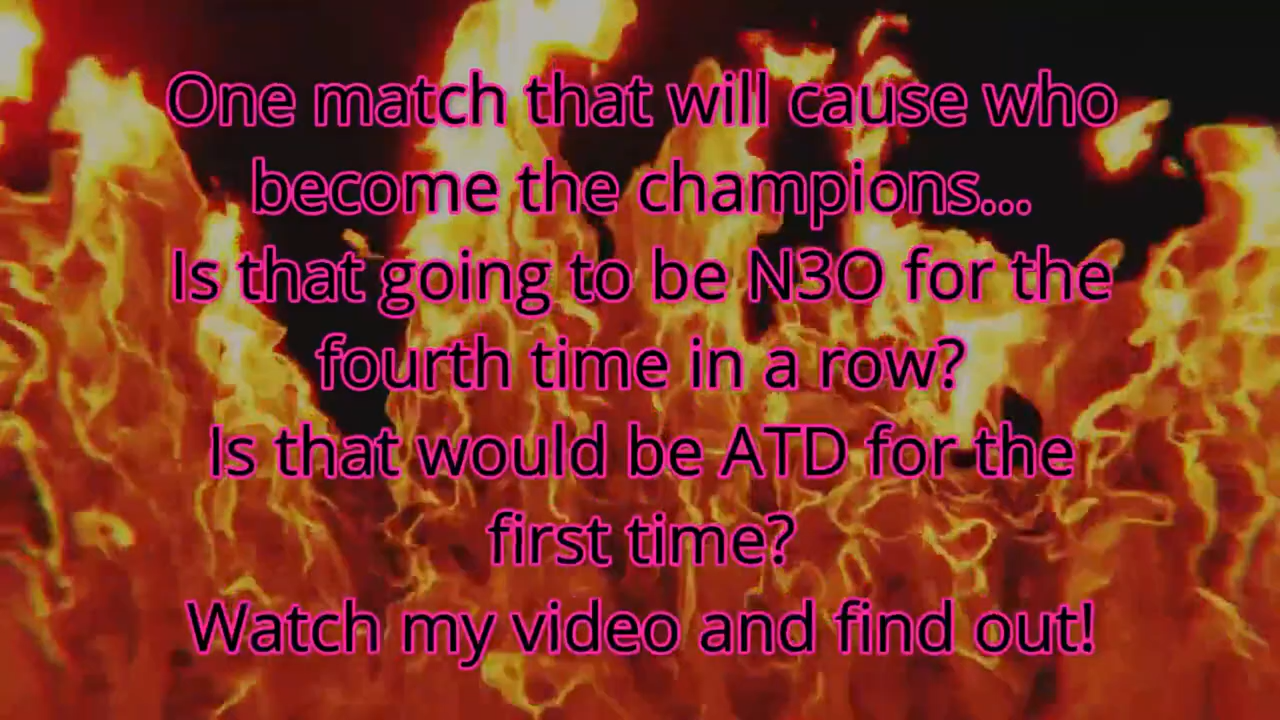 One match that will cause who
become the champions...
Is that going to be N3O for the
fourth time in a row?
Is that would be ATD for the
first time?
Watch my video and find out!